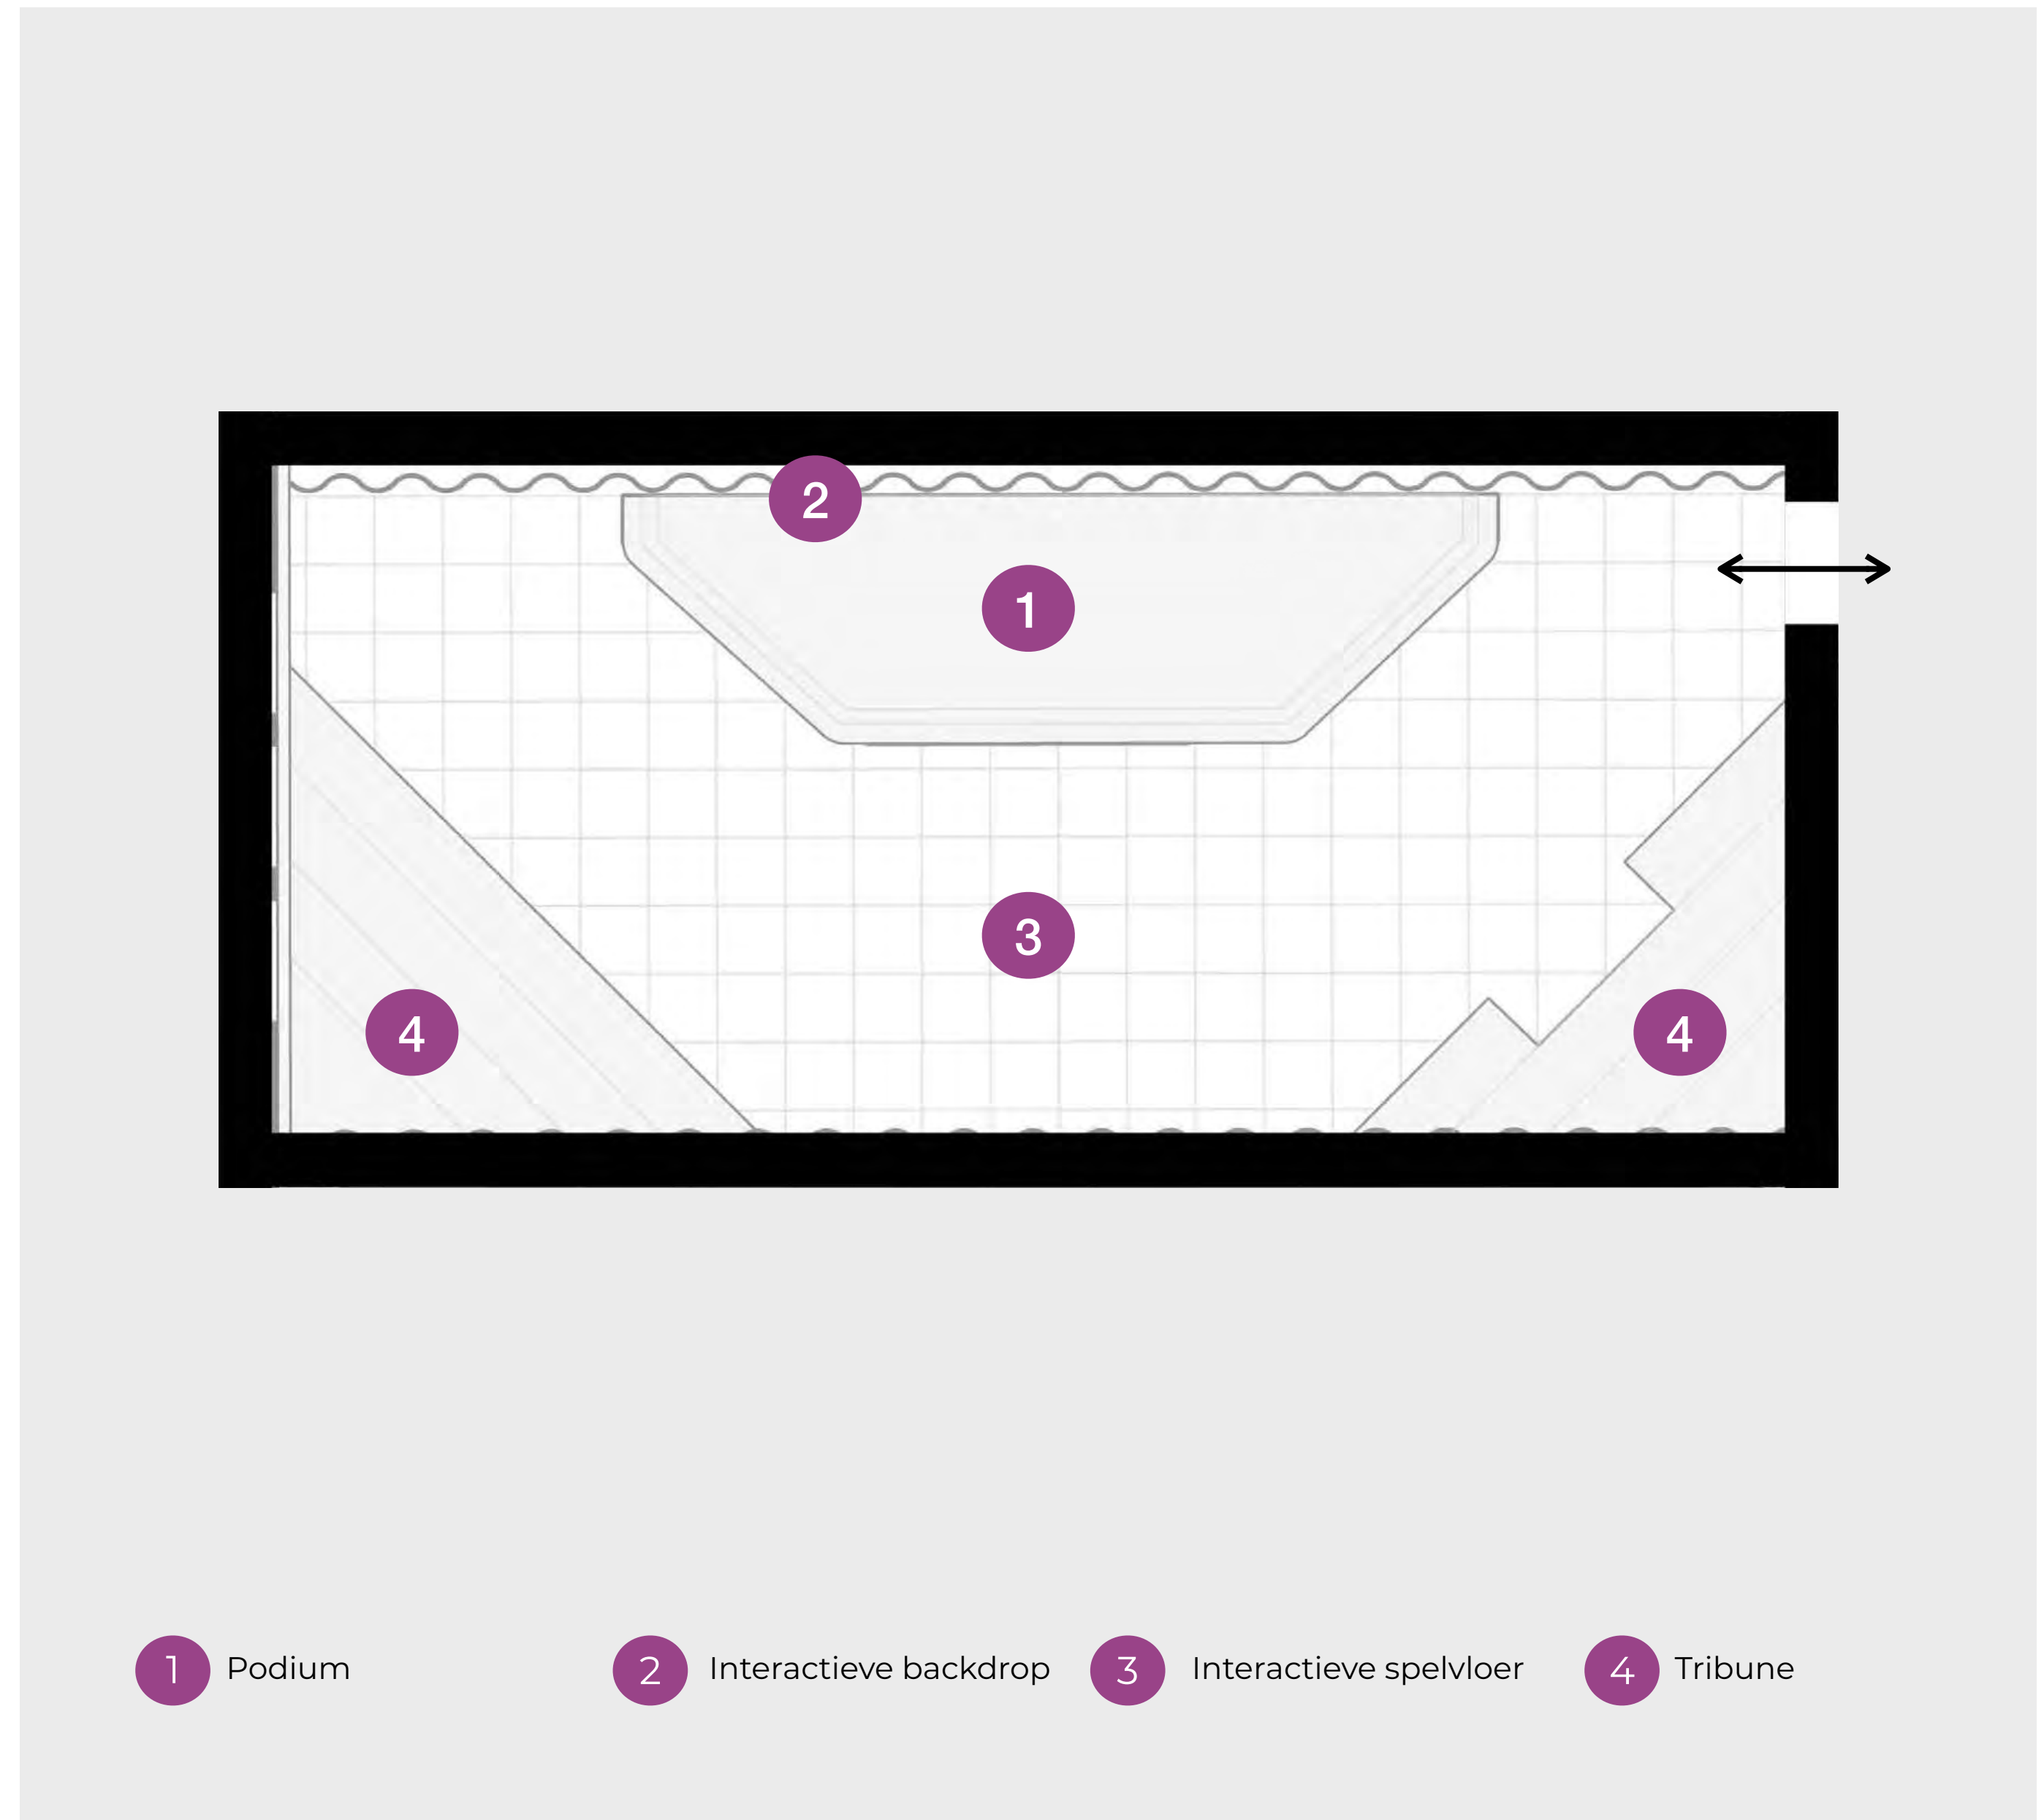 2
1
3
4
4
1 Podium
2 Interactieve backdrop
3 Interactieve spelvloer
4 Tribune